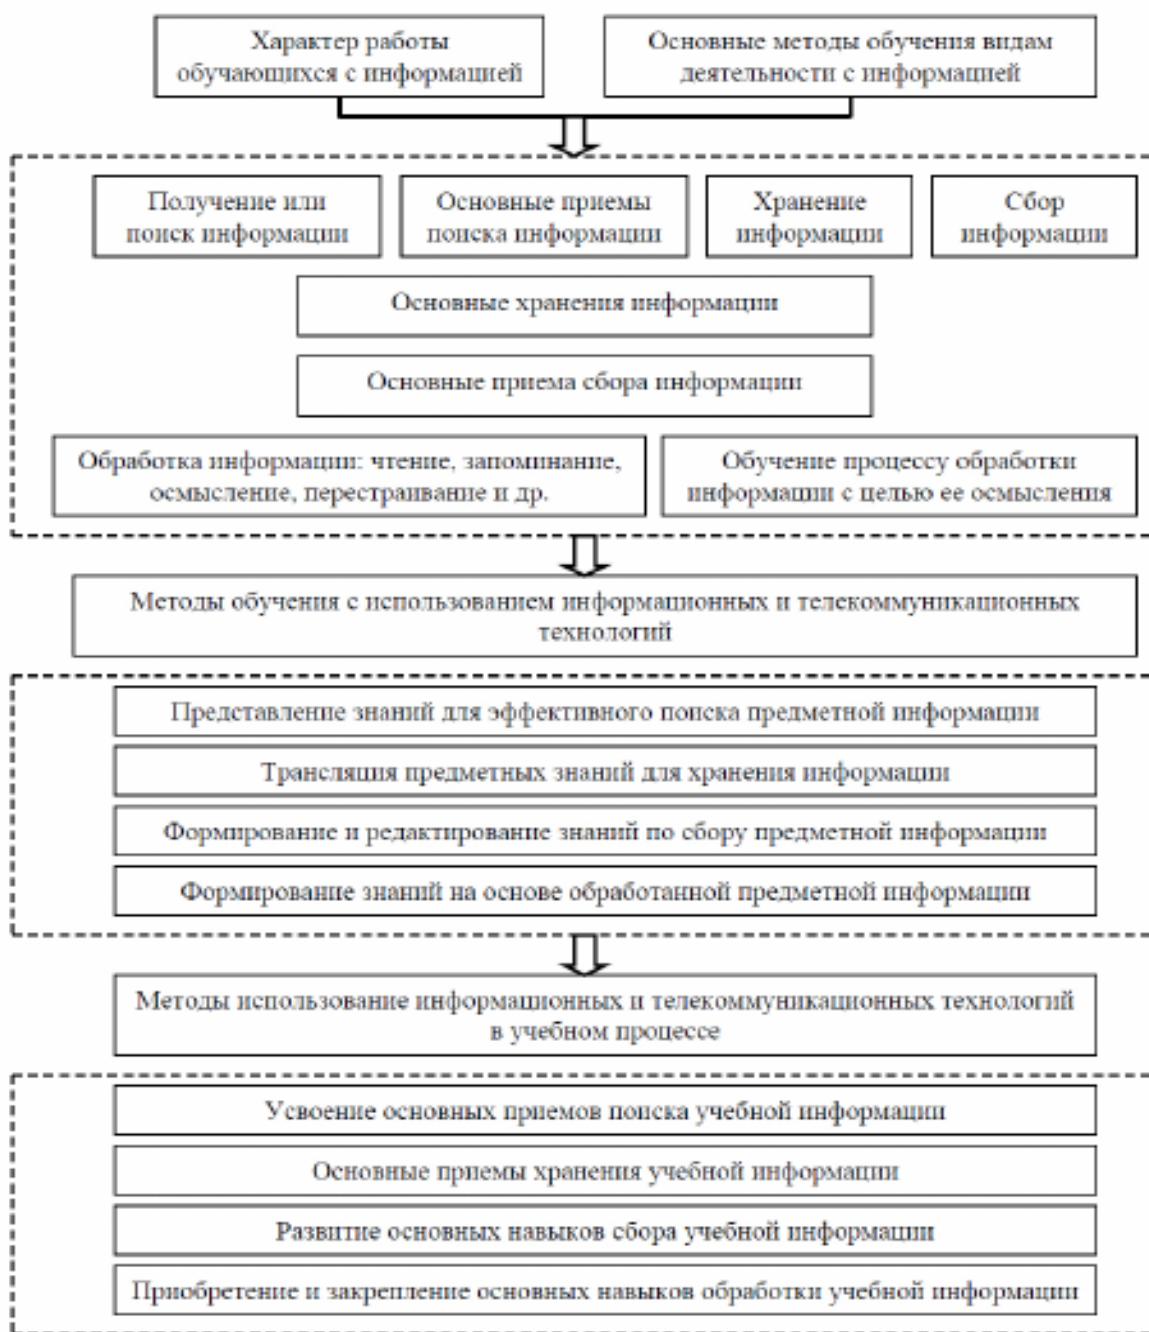 Характер работы
обучающихся с информацией
Основные методы обучения видам
деятельности с информацией
Получение или
поиск информации
Основные приемы
поиска информации
Хранение
информации
Сбор
информации
Основные хранения информации
Основные приема сбора информации
Обработка информации: чтение, запоминание,
осмысление, перестраивание и др.
Обучение процессу обработки
информации с целью ее осмысления
Методы обучения с использованием информационных и телекоммуникационных
технологий
Представление знаний для эффективного поиска предметной информации
Трансляция предметных знаний для хранения информации
Формирование и редактирование знаний по сбору предметной информации
Формирование знаний на основе обработанной предметной информации
Методы использование информационных и телекоммуникационных технологий
в учебном процессе
Усвоение основных приемов поиска учебной информации
Основные приемы хранения учебной информации
Развитие основных навыков сбора учебной информации
Приобретение и закрепление основных навыков обработки учебной информации